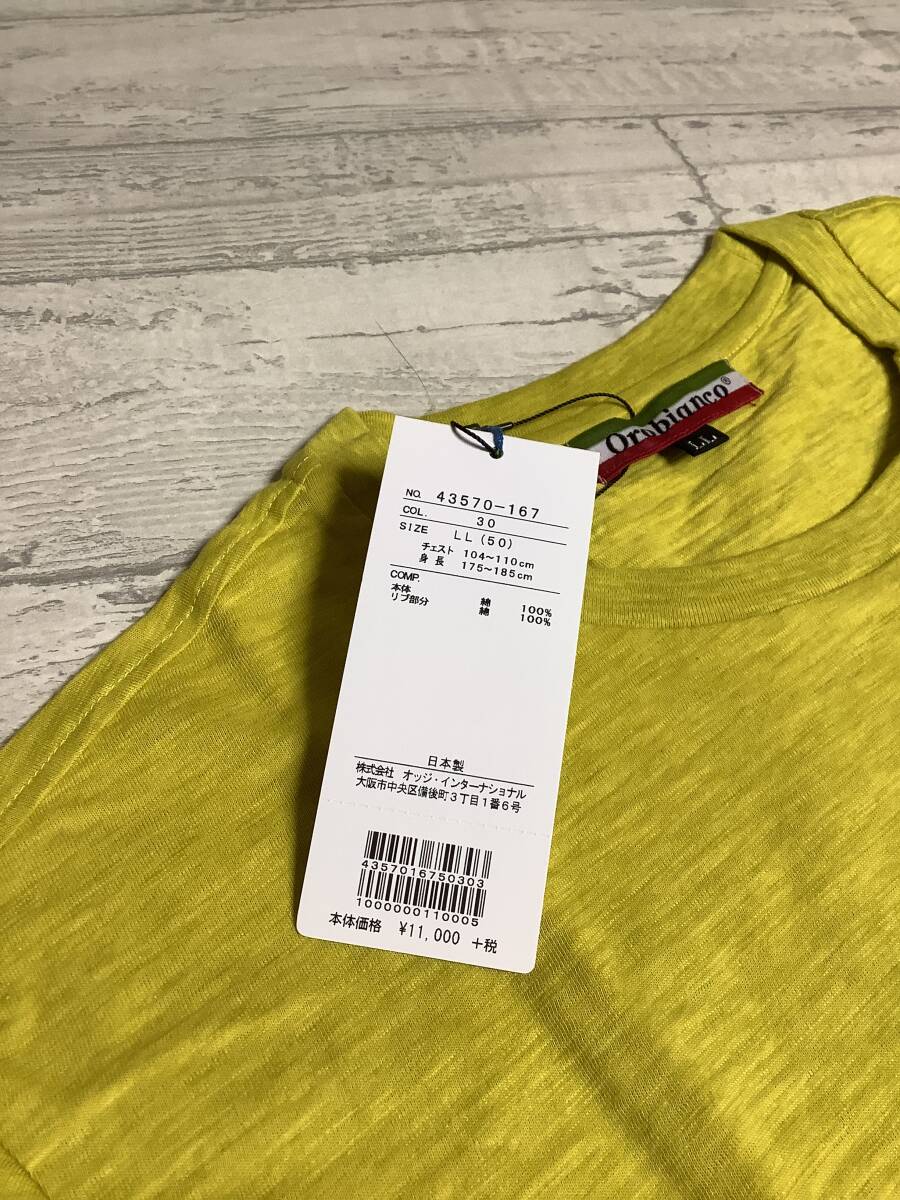 Orobianco®
LL
NO. 43570-167
COL. 30
SIZE LL (50)
チェスト 104～110cm
身長 175～185cm
COMP.
本体 綿 100%
リブ部分 綿 100%
日本製
株式会社 オッジ・インターナショナル
大阪市中央区備後町3丁目1番6号
4357016750303
1000000110005
本体価格 ¥11,000 +税